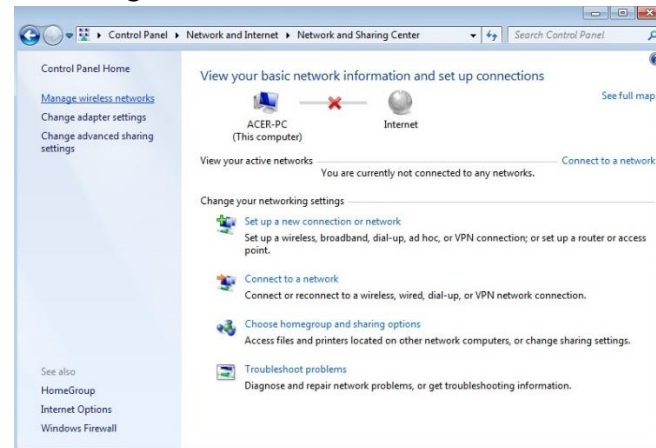 Control Panel ▸ Network and Internet ▸ Network and Sharing Center
Search Control Panel
Control Panel Home
Manage wireless networks
Change adapter settings
Change advanced sharing
settings
See also
HomeGroup
Internet Options
Windows Firewall
View your basic network information and set up connections
See full map
ACER-PC
(This computer)
Internet
View your active networks
Connect to a network
You are currently not connected to any networks.
Change your networking settings
Set up a new connection or network
Set up a wireless, broadband, dial-up, ad hoc, or VPN connection; or set up a router or access
point.
Connect to a network
Connect or reconnect to a wireless, wired, dial-up, or VPN network connection.
Choose homegroup and sharing options
Access files and printers located on other network computers, or change sharing settings.
Troubleshoot problems
Diagnose and repair network problems, or get troubleshooting information.